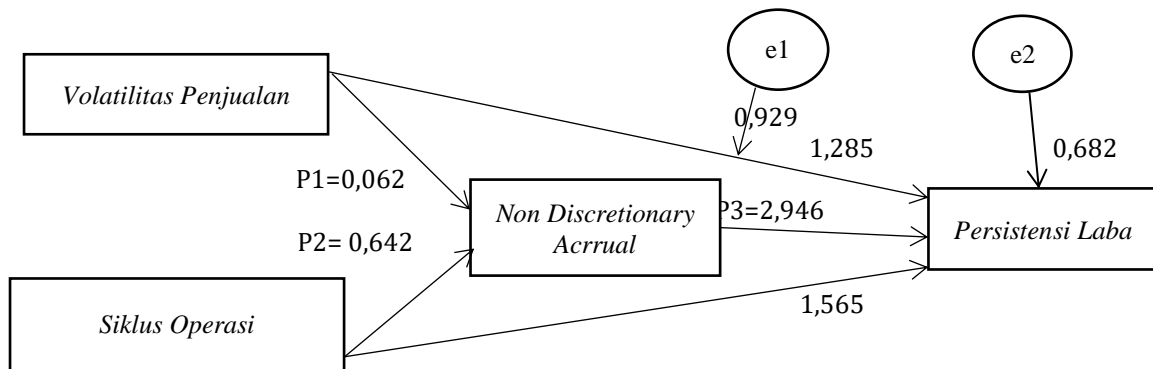 e1
e2
Volatilitas Penjualan
0,929
1,285
0,682
P1=0,062
Non Discretionary
Acrrual
P3=2,946
Persistensi Laba
P2= 0,642
Siklus Operasi
1,565